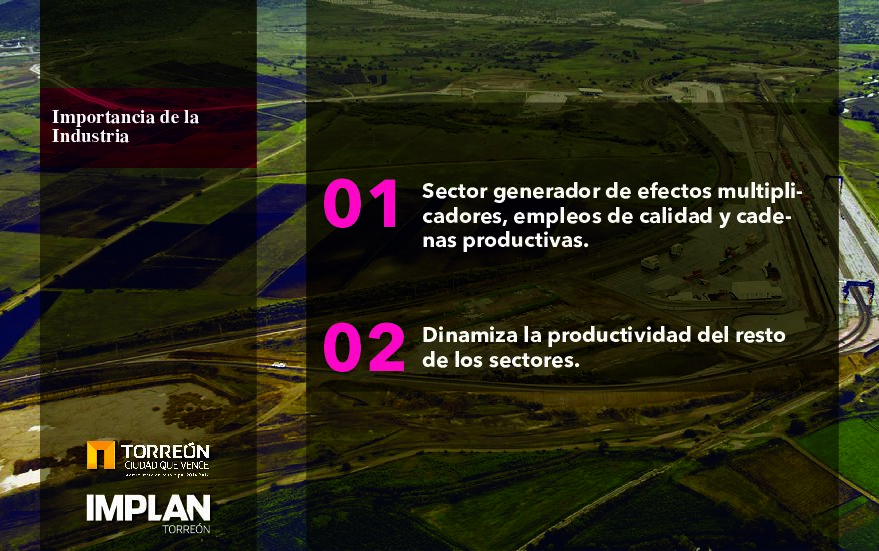 Importancia de la
Industria
01
Sector generador de efectos multipli-
cadores, empleos de calidad y cade-
nas productivas.
02
Dinamiza la productividad del resto
de los sectores.
TORREÓN
CIUDAD QUE VENCE
IMPLAN
TORREÓN